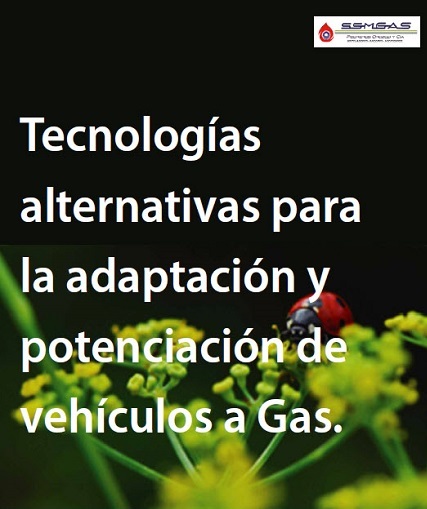 SSMGAS
Tecnologías
alternativas para
la adaptación y
potenciación de
vehículos a Gas.